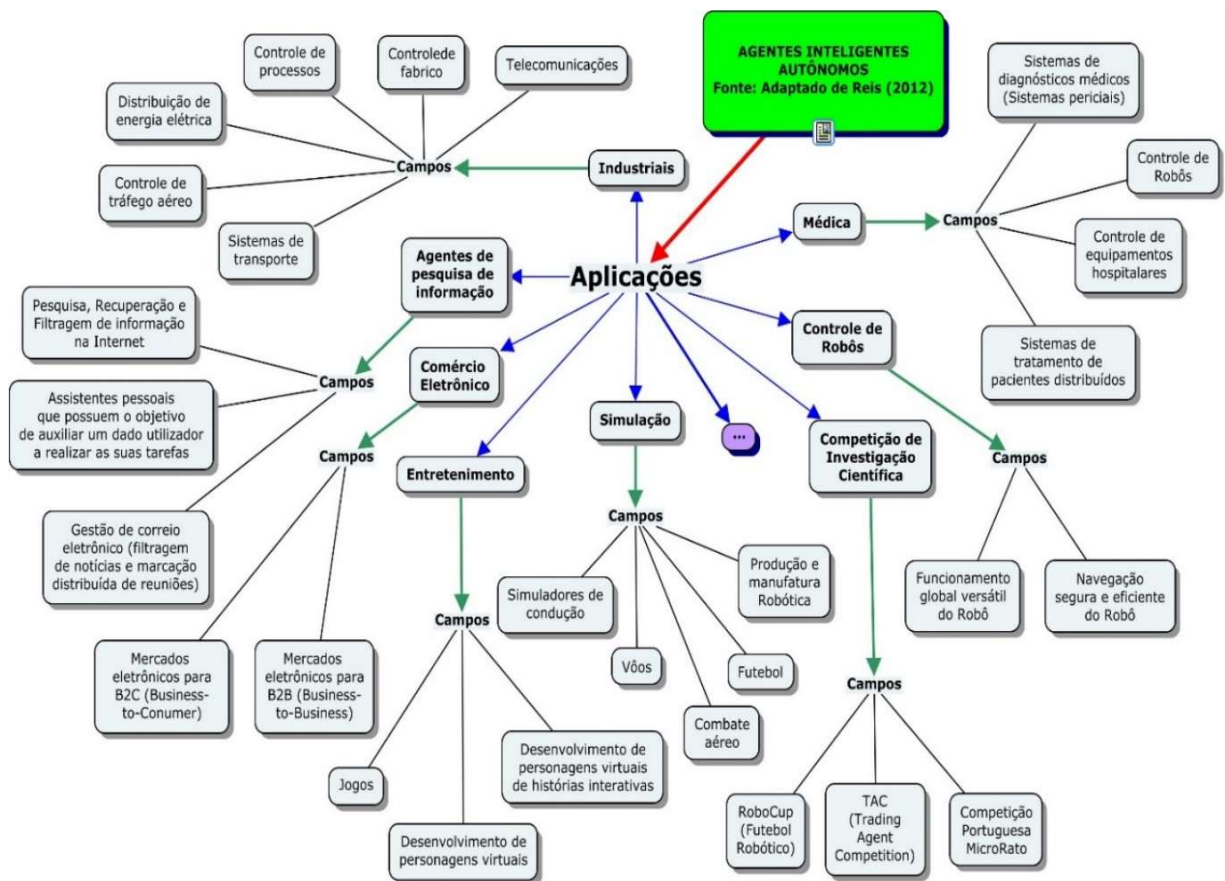 AGENTES INTELIGENTES
AUTÔNOMOS
Fonte: Adaptado de Reis (2012)
Aplicações
Industriais
Campos
Controle de
processos
Controlede
fabrico
Telecomunicações
Distribuição de
energia elétrica
Controle de
tráfego aéreo
Sistemas de
transporte
Médica
Campos
Sistemas de
diagnósticos médicos
(Sistemas periciais)
Controle de
Robôs
Controle de
equipamentos
hospitalares
Sistemas de
tratamento de
pacientes distribuídos
Agentes de
pesquisa de
informação
Campos
Pesquisa, Recuperação e
Filtragem de informação
na Internet
Assistentes pessoais
que possuem o objetivo
de auxiliar um dado utilizador
a realizar as suas tarefas
Gestão de correio
eletrônico (filtragem
de notícias e marcação
distribuída de reuniões)
Comércio
Eletrônico
Campos
Mercados
eletrônicos para
B2C (Business-
to-Conumer)
Mercados
eletrônicos para
B2B (Business-
to-Business)
Entretenimento
Campos
Jogos
Desenvolvimento de
personagens virtuais
Desenvolvimento de
personagens virtuais
de histórias interativas
Simulação
Campos
Simuladores de
condução
Vôos
Combate
aéreo
Futebol
Produção e
manufatura
Robótica
...
Competição de
Investigação
Científica
Campos
RoboCup
(Futebol
Robótico)
TAC
(Trading
Agent
Competition)
Competição
Portuguesa
MicroRato
Controle de
Robôs
Campos
Funcionamento
global versátil
do Robô
Navegação
segura e eficiente
do Robô